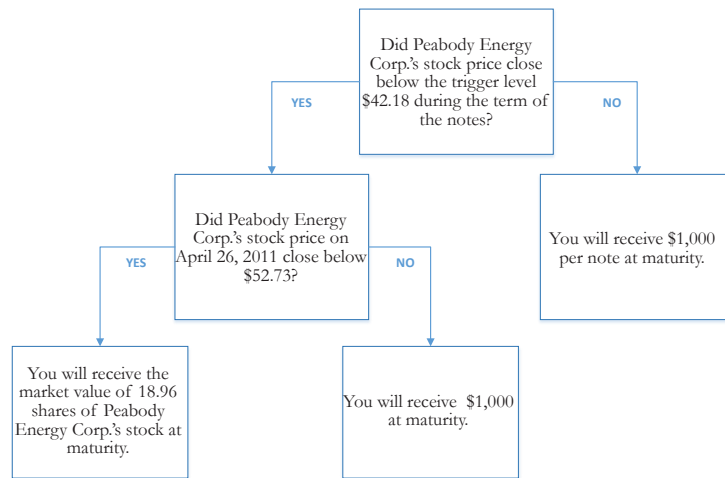 Did Peabody Energy
Corp.'s stock price close
below the trigger level
$42.18 during the term of
the notes?
YES
NO
Did Peabody Energy
Corp.'s stock price on
April 26, 2011 close below
$52.73?
You will receive $1,000
per note at maturity.
YES
NO
You will receive the
market value of 18.96
shares of Peabody
Energy Corp.'s stock at
maturity.
You will receive $1,000
at maturity.